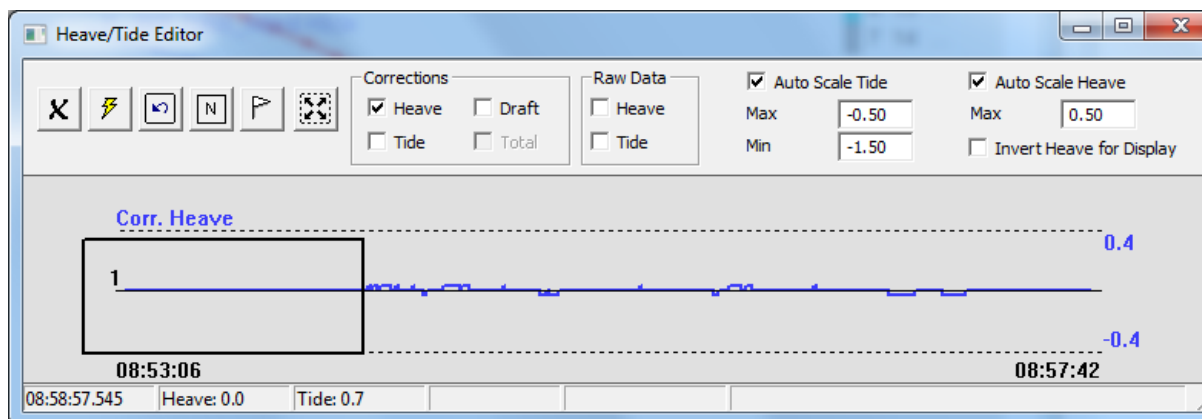 Heave/Tide Editor
Corrections
Heave
Draft
Tide
Total
Raw Data
Heave
Tide
Auto Scale Tide
Max -0.50
Min -1.50
Auto Scale Heave
Max 0.50
Invert Heave for Display
N
Corr. Heave
0.4
1
-0.4
08:53:06
08:57:42
08:58:57.545
Heave: 0.0
Tide: 0.7